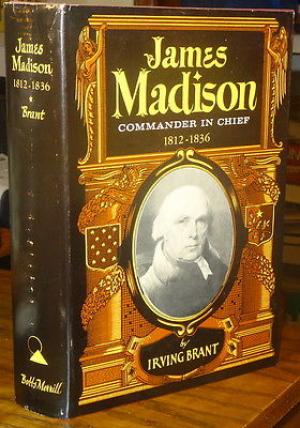 James
Madison
1812-1836
Brant
Bobbs Merrill
James
Madison
COMMANDER IN CHIEF
1812-1836
by
IRVING BRANT